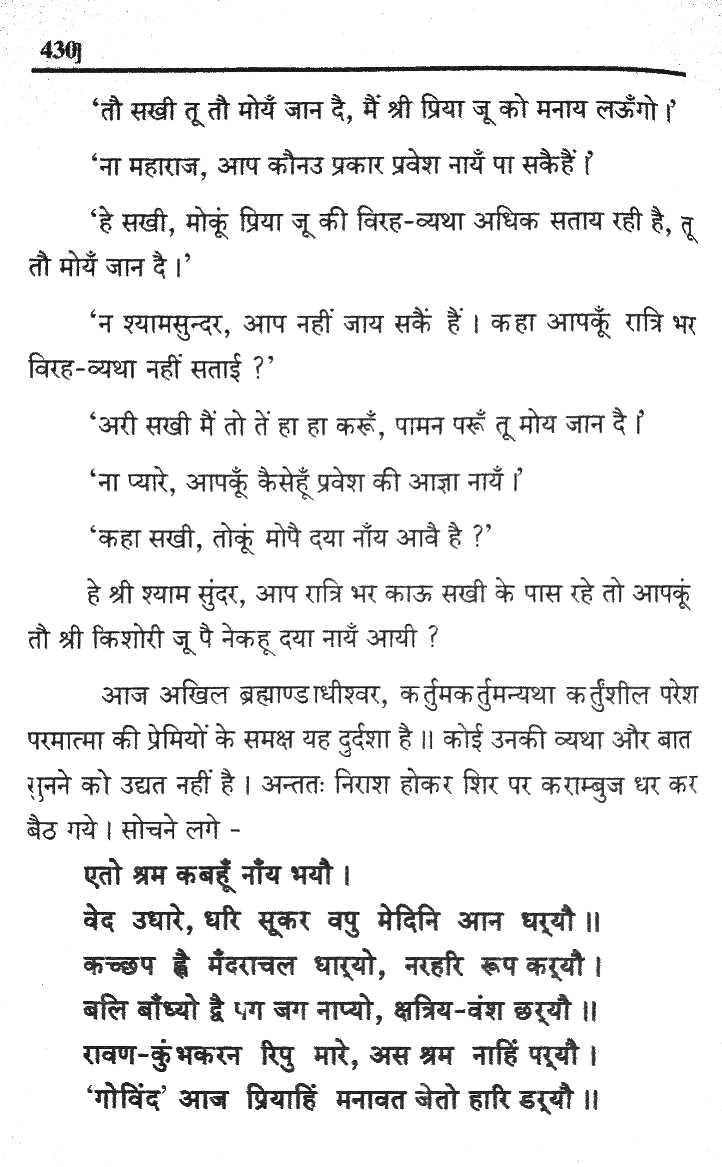 430]
‘तौ सखी तू तौ मोयँ जान दै, मैं श्री प्रिया जू को मनाय लऊँगो।’
‘ना महाराज, आप कौनउ प्रकार प्रवेश नायँ पा सकैहैं।’
‘हे सखी, मोकूं प्रिया जू की विरह-व्यथा अधिक सताय रही है, तू
तौ मोयँ जान दै।’
‘न श्यामसुन्दर, आप नहीं जाय सकैं हैं। कहा आपकूँ रात्रि भर
विरह-व्यथा नहीं सताई ?’
‘अरी सखी मैं तो तें हा हा करूँ, पामन परूँ तू मोय जान दै।’
‘ना प्यारे, आपकूँ कैसेहूँ प्रवेश की आज्ञा नायँ।’
‘कहा सखी, तोकूं मोपै दया नाँय आवै है ?’
हे श्री श्याम सुंदर, आप रात्रि भर काऊ सखी के पास रहे तो आपकूं
तौ श्री किशोरी जू पै नेकहू दया नायँ आयी ?
आज अखिल ब्रह्माण्डाधीश्वर, कर्तुमकर्तुमन्यथा कर्तुंशील परेश
परमात्मा की प्रेमियों के समक्ष यह दुर्दशा है॥ कोई उनकी व्यथा और बात
सुनने को उद्यत नहीं है। अन्ततः निराश होकर शिर पर कराम्बुज धर कर
बैठ गये। सोचने लगे -
एतो श्रम कबहूँ नाँय भयौ।
वेद उधारे, धरि सूकर वपु मेदिनि आन धर्‌यौ॥
कच्छप ह्वै मँदराचल धार्‌यो, नरहरि रूप कर्‌यौ।
बलि बाँध्यो द्वै पग जग नाप्यो, क्षत्रिय-वंश छर्‌यौ॥
रावण-कुंभकरन रिपु मारे, अस श्रम नाहिं पर्‌यौ।
‘गोविंद’ आज प्रियाहिं मनावत जेतो हारि डर्‌यौ॥